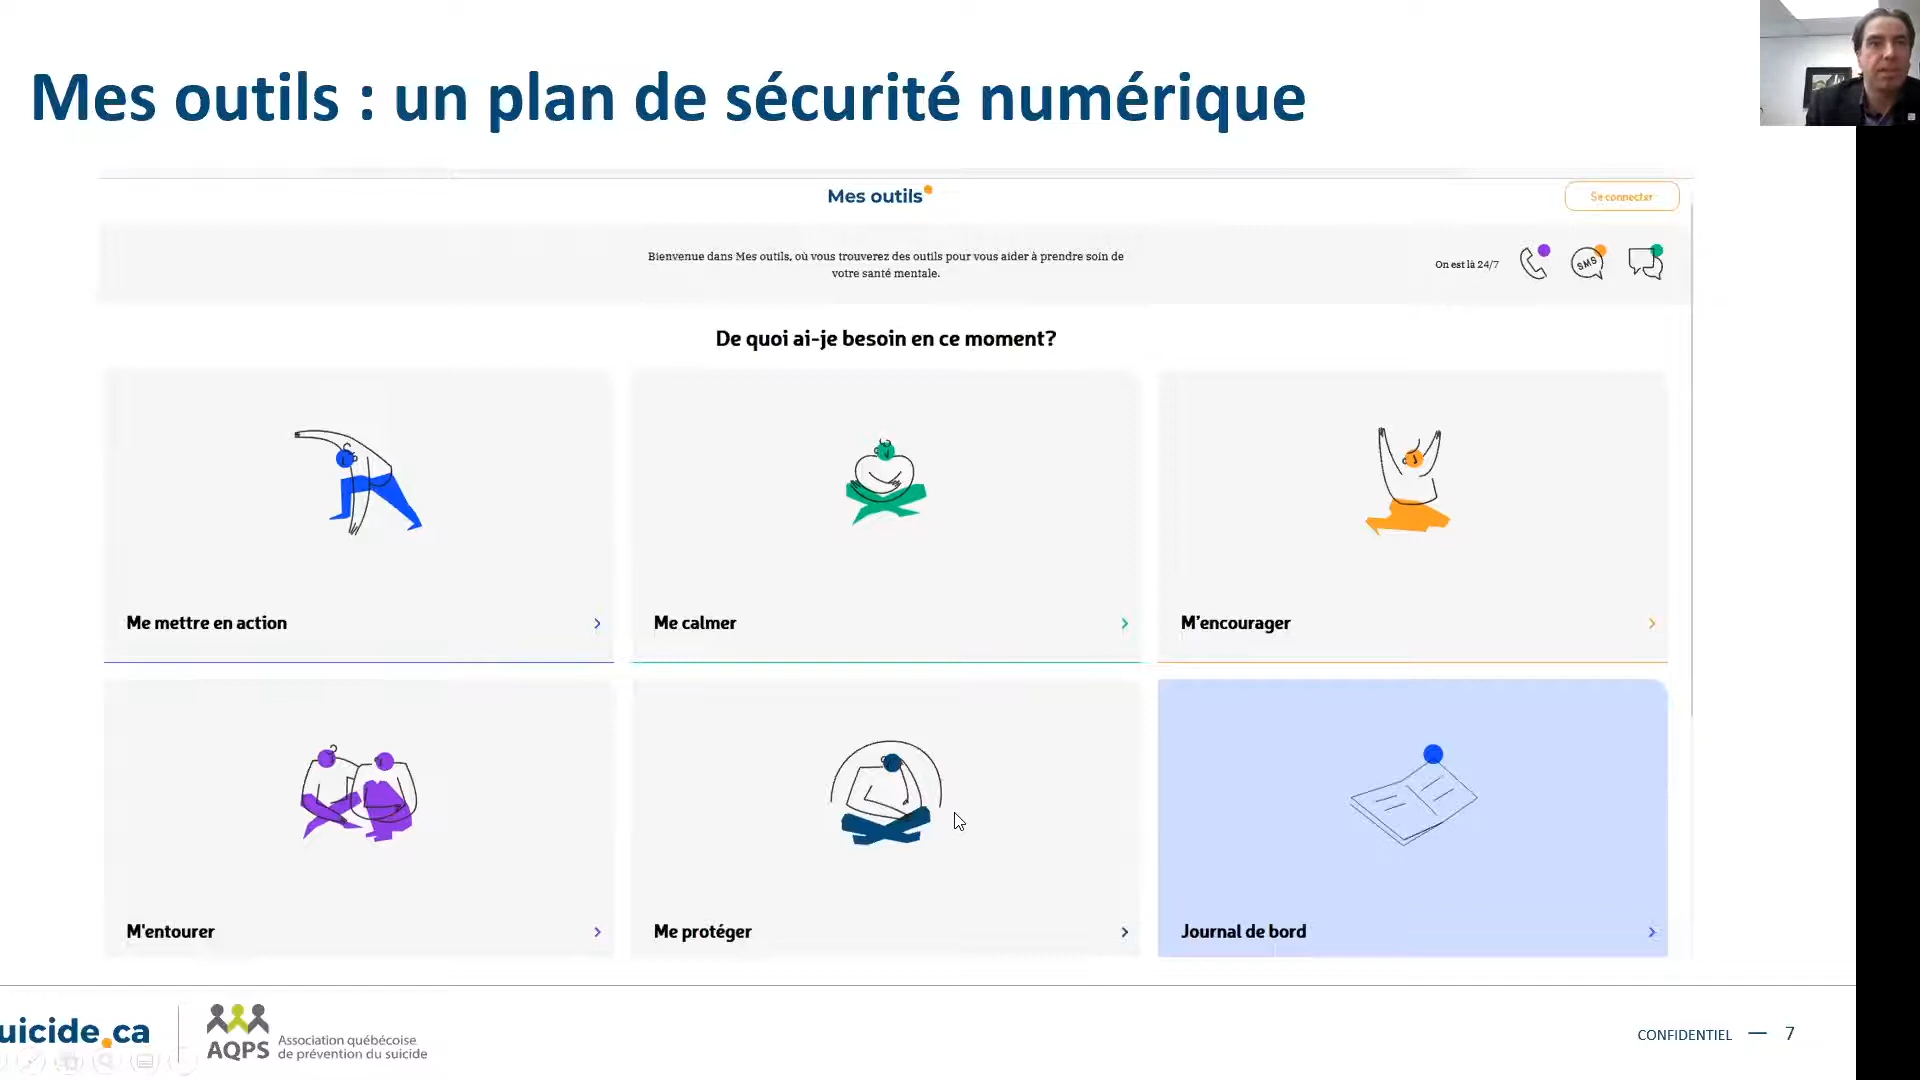 Mes outils : un plan de sécurité numérique
Mes outils
Se connecter
Bienvenue dans Mes outils, où vous trouverez des outils pour vous aider à prendre soin de
votre santé mentale.
On est là 24/7
SMS
De quoi ai-je besoin en ce moment?
Me mettre en action
Me calmer
M’encourager
M'entourer
Me protéger
Journal de bord
uicide.ca
AQPS
Association québécoise
de prévention du suicide
CONFIDENTIEL — 7